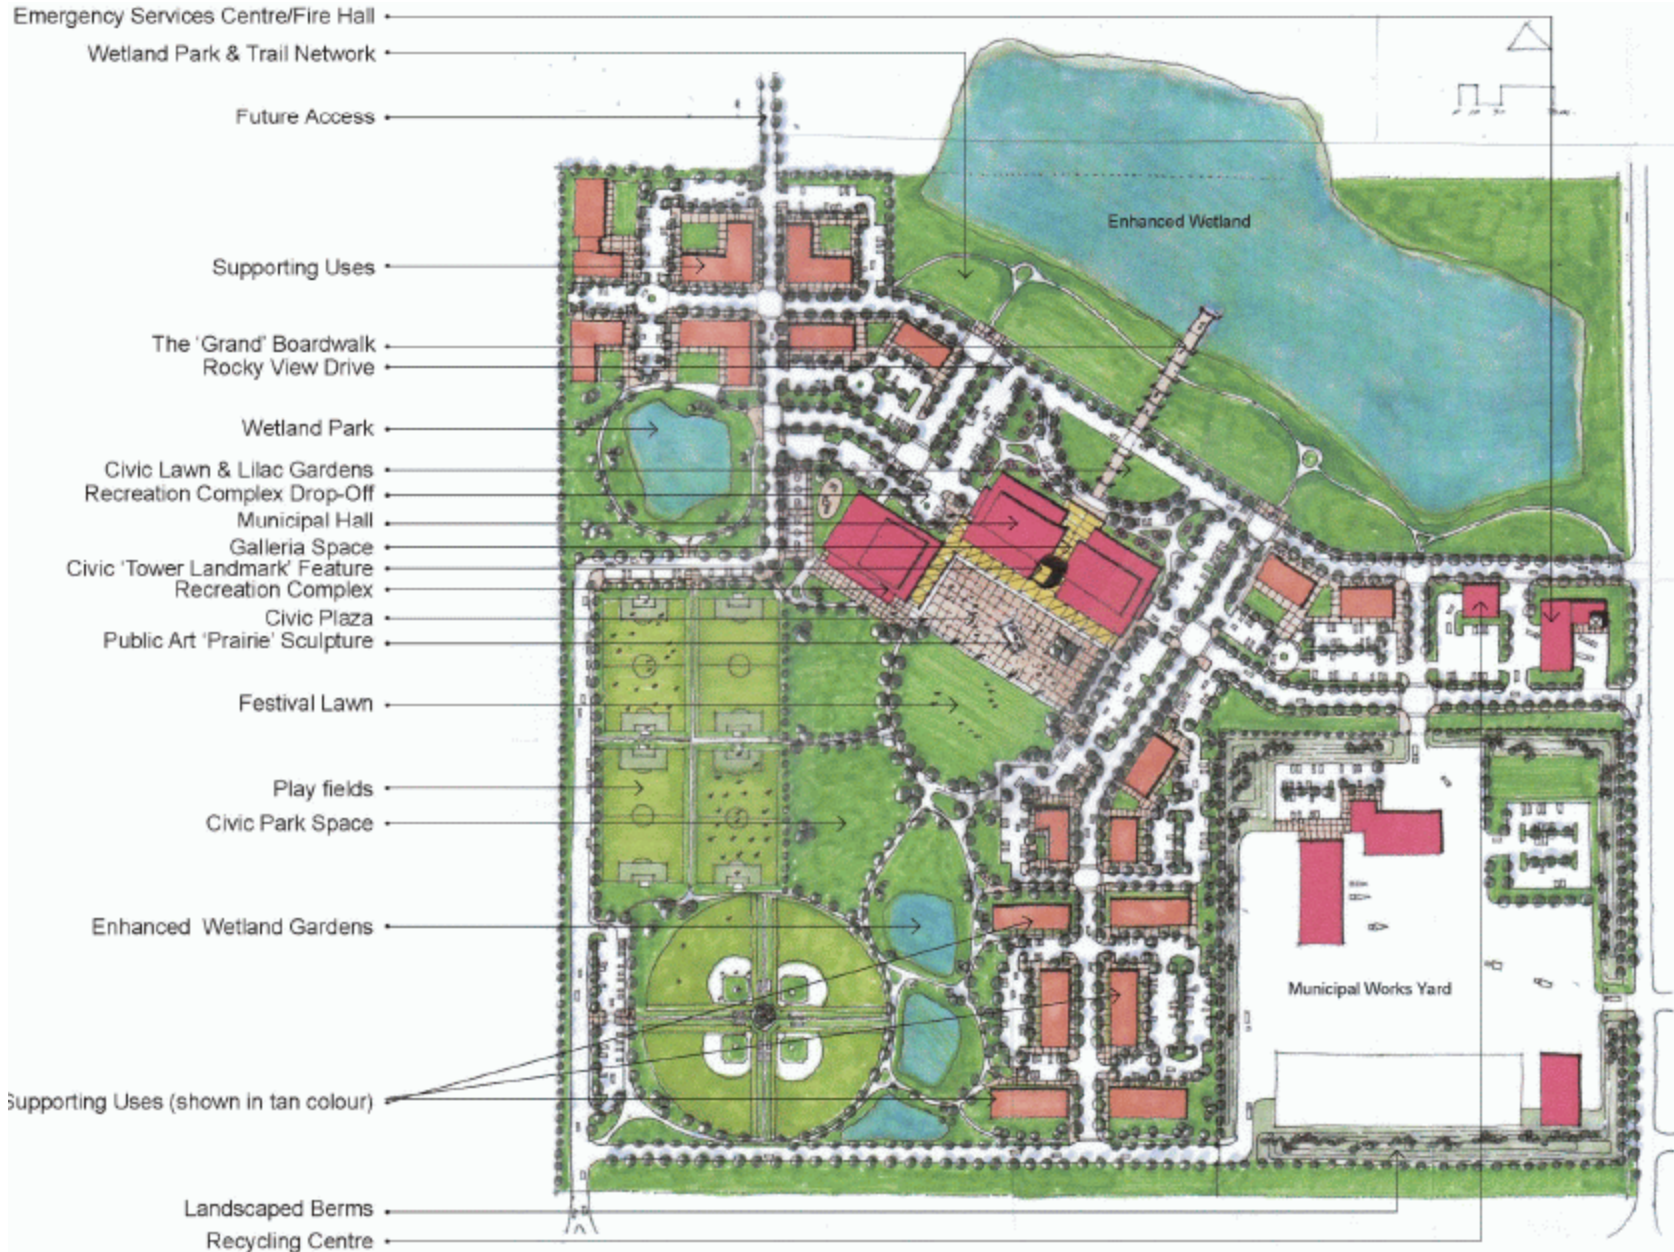 Emergency Services Centre/Fire Hall
Wetland Park & Trail Network
Future Access
Enhanced Wetland
Supporting Uses
The 'Grand' Boardwalk
Rocky View Drive
Wetland Park
Civic Lawn & Lilac Gardens
Recreation Complex Drop-Off
Municipal Hall
Galleria Space
Civic 'Tower Landmark' Feature
Recreation Complex
Civic Plaza
Public Art 'Prairie' Sculpture
Festival Lawn
Play fields
Civic Park Space
Enhanced Wetland Gardens
Municipal Works Yard
Supporting Uses (shown in tan colour)
Landscaped Berms
Recycling Centre